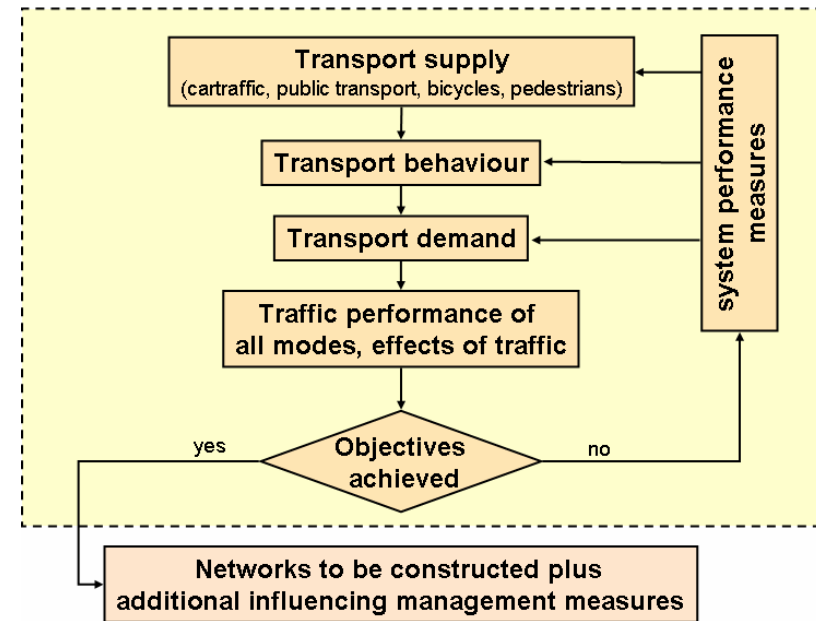 Transport supply
(cartraffic, public transport, bicycles, pedestrians)
Transport behaviour
Transport demand
Traffic performance of
all modes, effects of traffic
Objectives
achieved
yes
no
system performance
measures
Networks to be constructed plus
additional influencing management measures